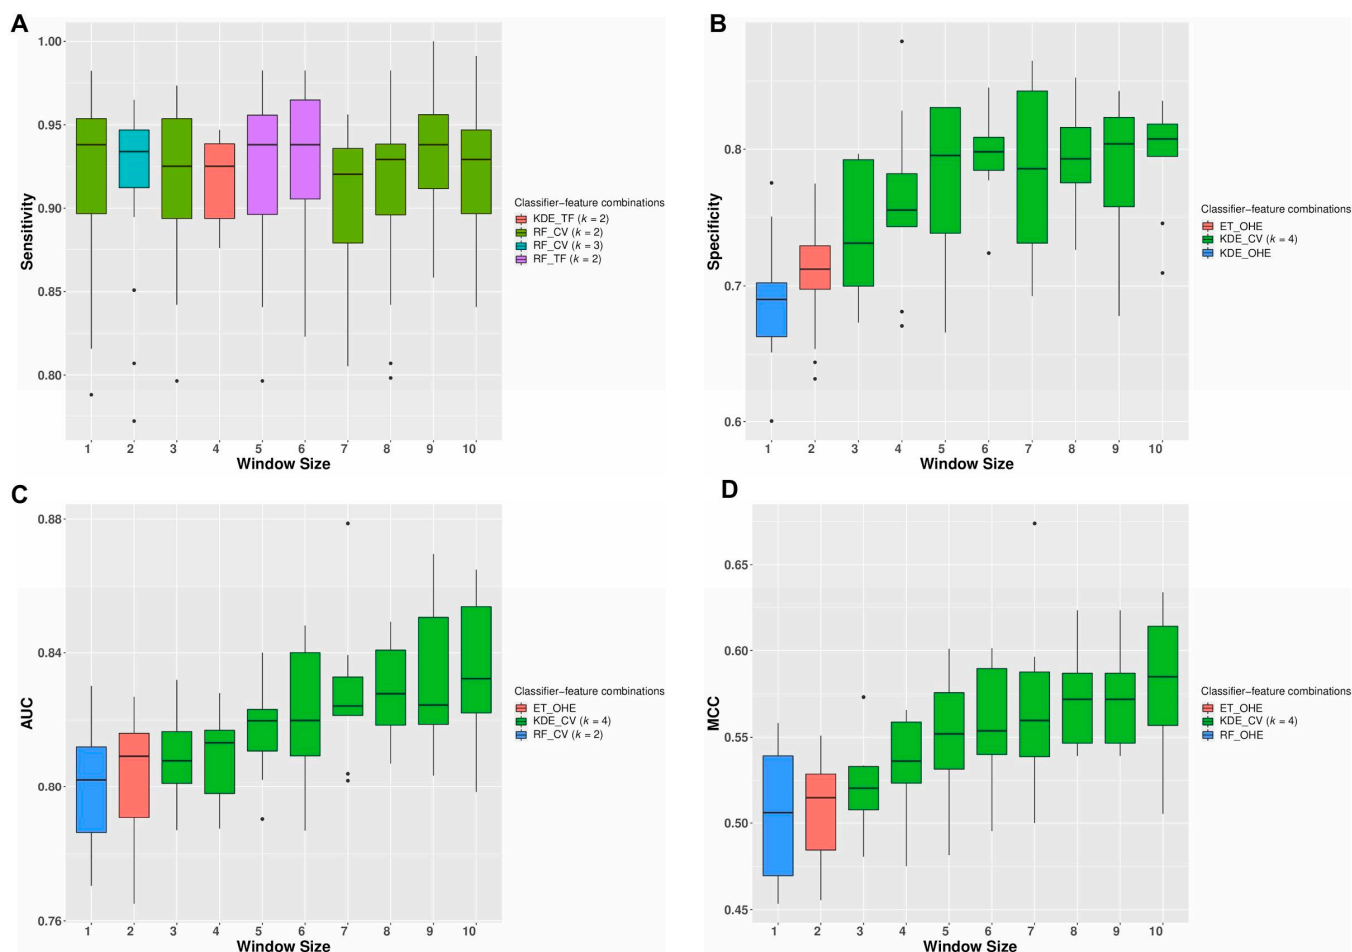 A
Sensitivity
1.00
0.95
0.90
0.85
0.80
1 2 3 4 5 6 7 8 9 10
Window Size
Classifier-feature combinations
KDE_TF (k = 2)
RF_CV (k = 2)
RF_CV (k = 3)
RF_TF (k = 2)
B
Specificity
0.8
0.7
0.6
1 2 3 4 5 6 7 8 9 10
Window Size
Classifier-feature combinations
ET_OHE
KDE_CV (k = 4)
KDE_OHE
C
AUC
0.88
0.84
0.80
0.76
1 2 3 4 5 6 7 8 9 10
Window Size
Classifier-feature combinations
ET_OHE
KDE_CV (k = 4)
RF_CV (k = 2)
D
MCC
0.65
0.60
0.55
0.50
0.45
1 2 3 4 5 6 7 8 9 10
Window Size
Classifier-feature combinations
ET_OHE
KDE_CV (k = 4)
RF_OHE